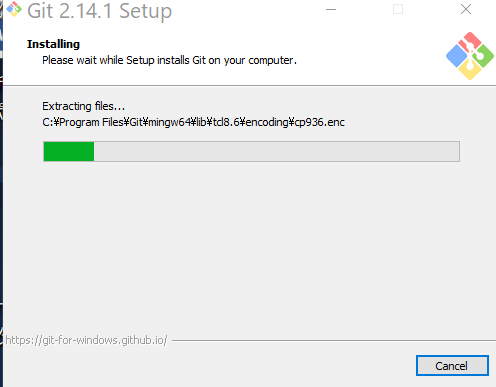 Git 2.14.1 Setup
Installing
Please wait while Setup installs Git on your computer.
Extracting files...
C:¥Program Files¥Git¥mingw64¥lib¥tcl8.6¥encoding¥cp936.enc
https://git-for-windows.github.io/
Cancel